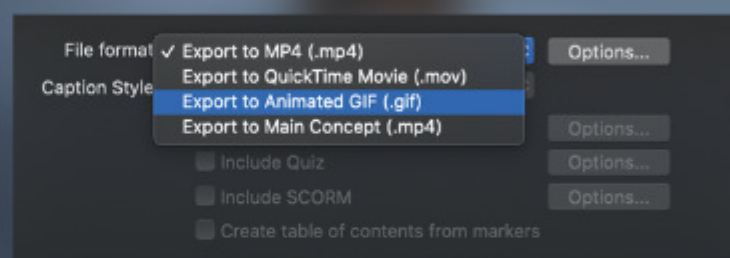 File format ✓ Export to MP4 (.mp4) Options...
Export to QuickTime Movie (.mov)
Caption Style
Export to Animated GIF (.gif)
Export to Main Concept (.mp4) Options...
Include Quiz Options...
Include SCORM Options...
Create table of contents from markers